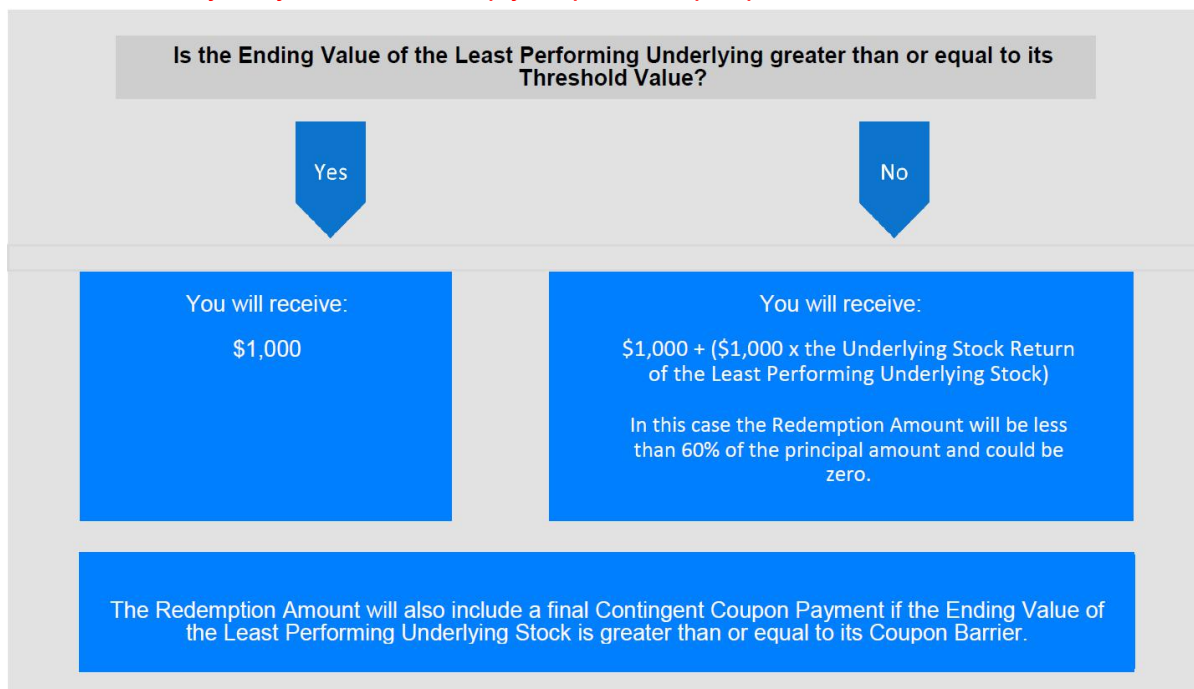 Is the Ending Value of the Least Performing Underlying greater than or equal to its
Threshold Value?
Yes
No
You will receive:
$1,000
You will receive:
$1,000 + ($1,000 x the Underlying Stock Return
of the Least Performing Underlying Stock)
In this case the Redemption Amount will be less
than 60% of the principal amount and could be
zero.
The Redemption Amount will also include a final Contingent Coupon Payment if the Ending Value of
the Least Performing Underlying Stock is greater than or equal to its Coupon Barrier.